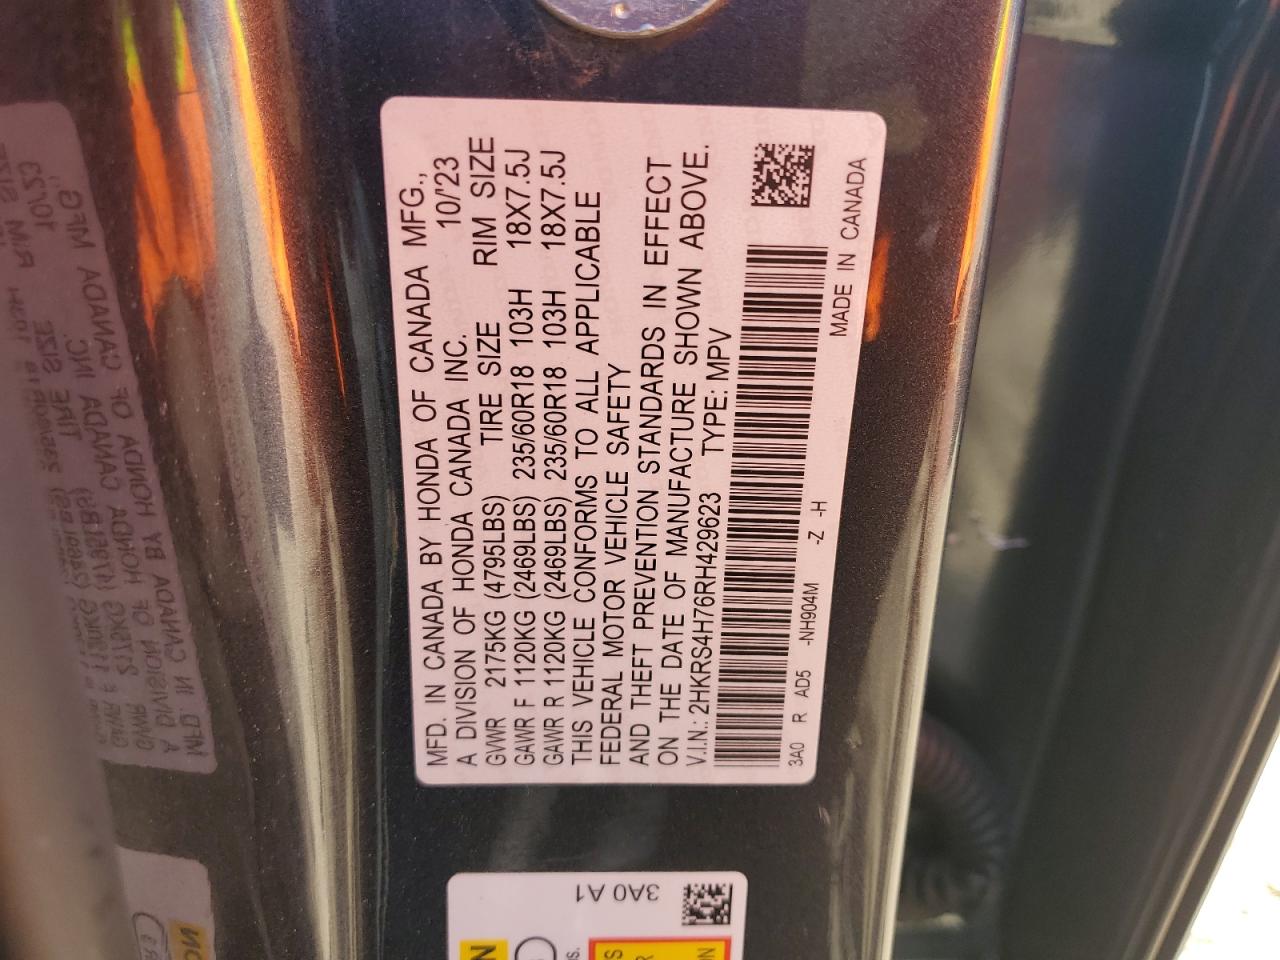 MFD. IN CANADA BY HONDA OF CANADA MFG.,
A DIVISION OF HONDA CANADA INC. 10/'23
GVWR 2175KG (4795LBS) TIRE SIZE RIM SIZE
GAWR F 1120KG (2469LBS) 235/60R18 103H 18X7.5J
GAWR R 1120KG (2469LBS) 235/60R18 103H 18X7.5J
THIS VEHICLE CONFORMS TO ALL APPLICABLE
FEDERAL MOTOR VEHICLE SAFETY
AND THEFT PREVENTION STANDARDS IN EFFECT
ON THE DATE OF MANUFACTURE SHOWN ABOVE.
V.I.N.: 2HKRS4H76RH429623 TYPE: MPV
3A0 R AD5 -NH904M -Z -H
MADE IN CANADA
3A0 A1